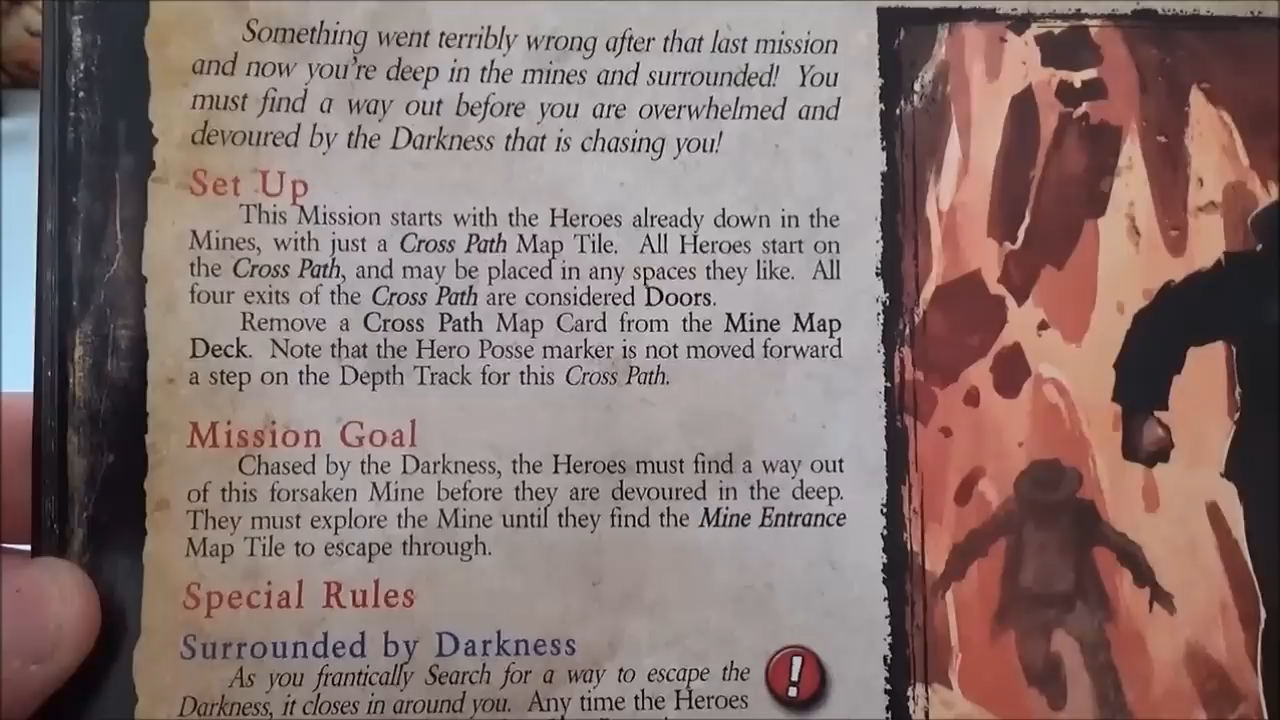 Something went terribly wrong after that last mission
and now you're deep in the mines and surrounded! You
must find a way out before you are overwhelmed and
devoured by the Darkness that is chasing you!
Set Up
This Mission starts with the Heroes already down in the
Mines, with just a Cross Path Map Tile. All Heroes start on
the Cross Path, and may be placed in any spaces they like. All
four exits of the Cross Path are considered Doors.
Remove a Cross Path Map Card from the Mine Map
Deck. Note that the Hero Posse marker is not moved forward
a step on the Depth Track for this Cross Path.
Mission Goal
Chased by the Darkness, the Heroes must find a way out
of this forsaken Mine before they are devoured in the deep.
They must explore the Mine until they find the Mine Entrance
Map Tile to escape through.
Special Rules
Surrounded by Darkness
As you frantically Search for a way to escape the
Darkness, it closes in around you. Any time the Heroes